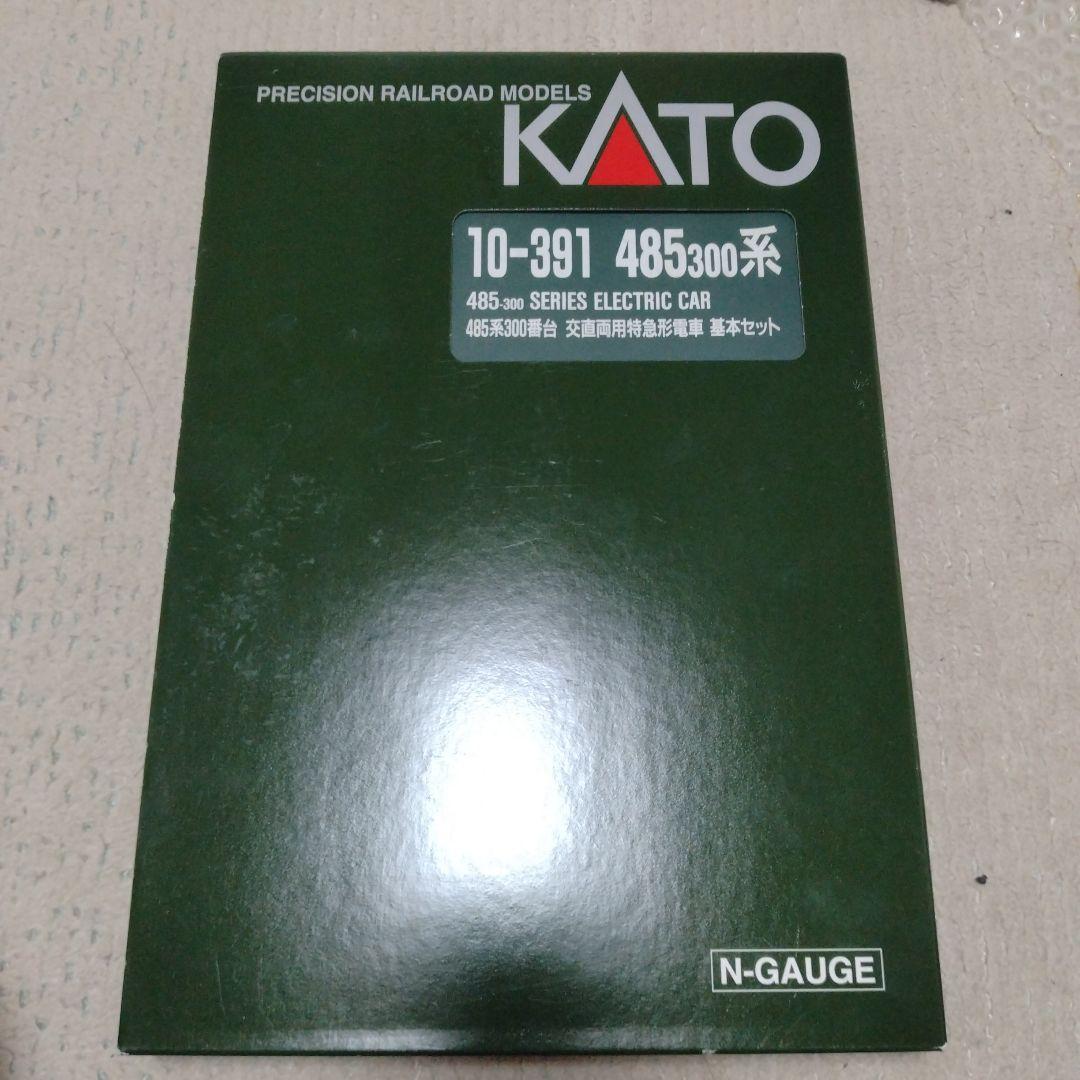 PRECISION RAILROAD MODELS
KATO
10-391 485300系
485-300 SERIES ELECTRIC CAR
485系300番台 交直両用特急形電車 基本セット
N-GAUGE